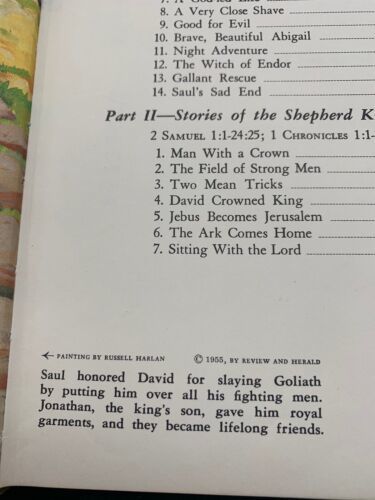 7. A
8. A Very Close Shave
9. Good for Evil
10. Brave, Beautiful Abigail
11. Night Adventure
12. The Witch of Endor
13. Gallant Rescue
14. Saul's Sad End
Part II—Stories of the Shepherd K
2 SAMUEL 1:1-24:25; 1 CHRONICLES 1:1-
1. Man With a Crown
2. The Field of Strong Men
3. Two Mean Tricks
4. David Crowned King
5. Jebus Becomes Jerusalem
6. The Ark Comes Home
7. Sitting With the Lord
← PAINTING BY RUSSELL HARLAN © 1955, BY REVIEW AND HERALD
Saul honored David for slaying Goliath
by putting him over all his fighting men.
Jonathan, the king's son, gave him royal
garments, and they became lifelong friends.